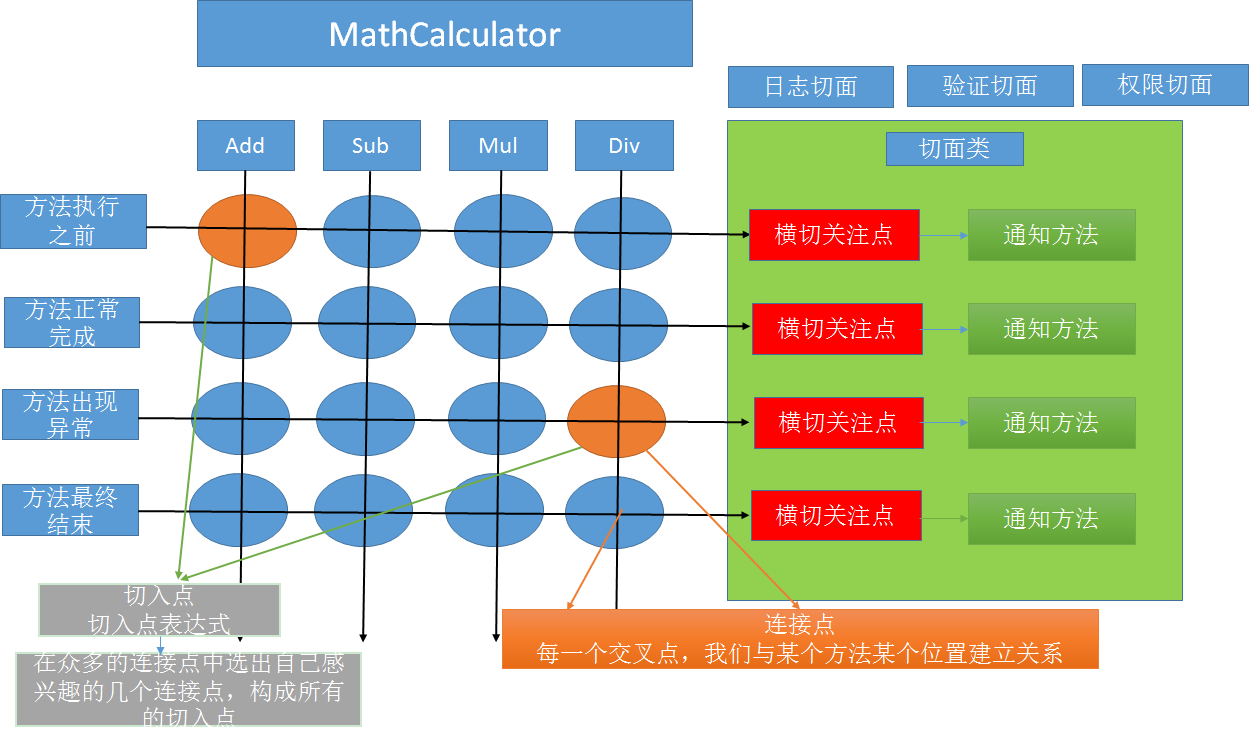 MathCalculator
日志切面
验证切面
权限切面
Add
Sub
Mul
Div
切面类
方法执行
之前
横切关注点
通知方法
方法正常
完成
横切关注点
通知方法
方法出现
异常
横切关注点
通知方法
方法最终
结束
横切关注点
通知方法
切入点
切入点表达式
连接点
每一个交叉点，我们与某个方法某个位置建立关系
在众多的连接点中选出自己感
兴趣的几个连接点，构成所有
的切入点